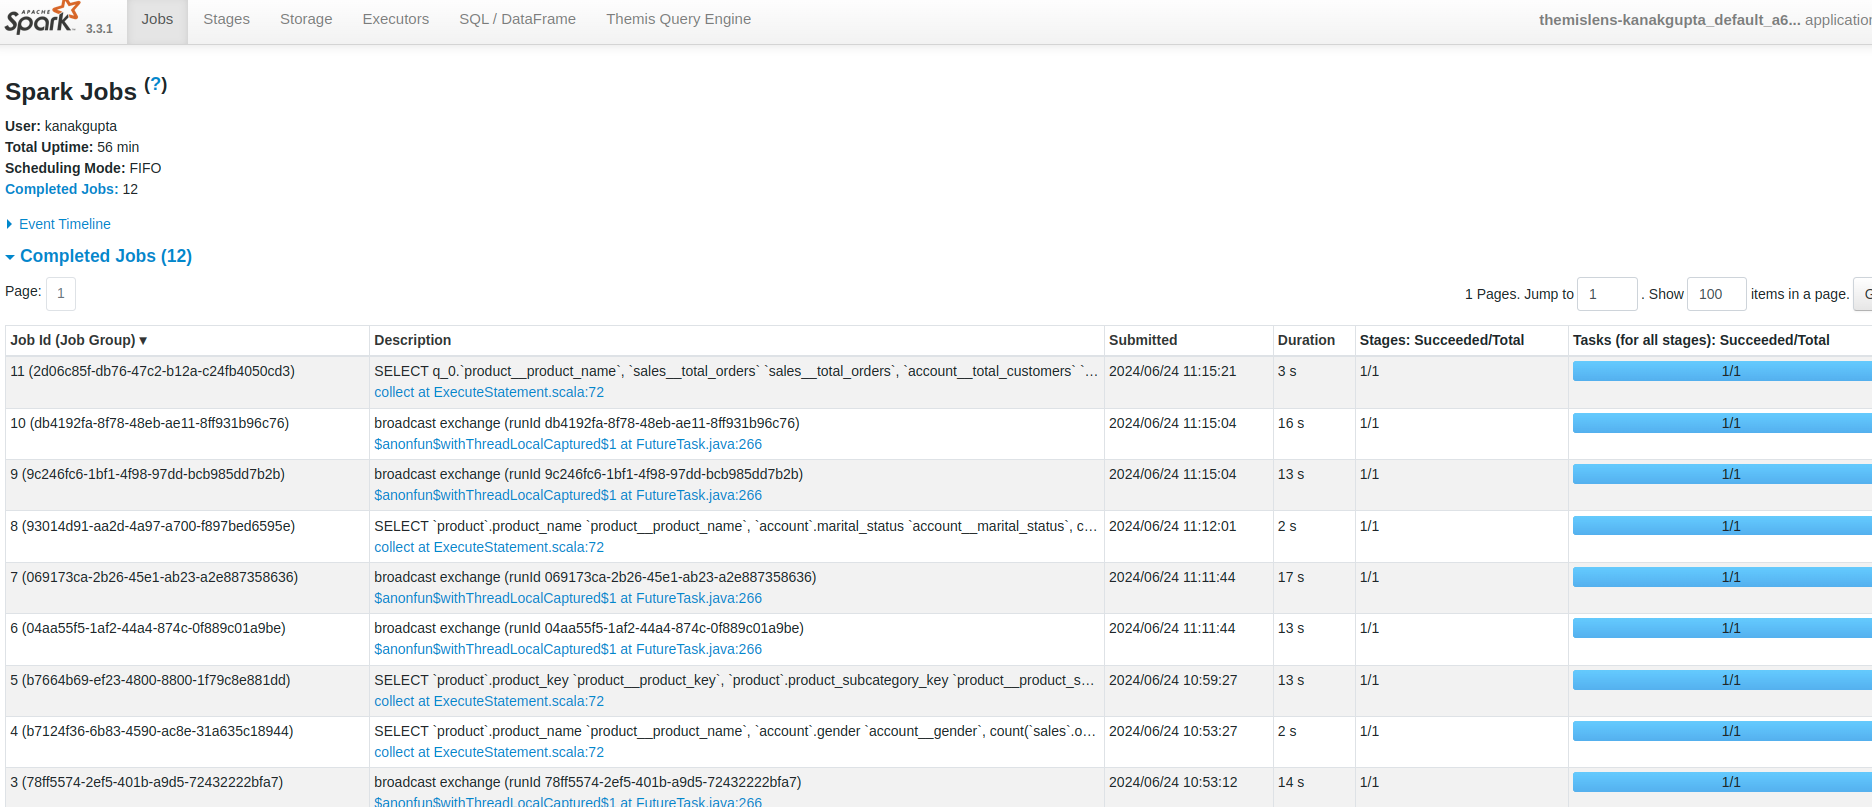 APACHE
Spark 3.3.1 Jobs Stages Storage Executors SQL / DataFrame Themis Query Engine themislens-kanakgupta_default_a6... application
Spark Jobs (?)
User: kanakgupta
Total Uptime: 56 min
Scheduling Mode: FIFO
Completed Jobs: 12
Event Timeline
Completed Jobs (12)
Page: 1 1 Pages. Jump to 1 . Show 100 items in a page. G
Job Id (Job Group) ▾ Description Submitted Duration Stages: Succeeded/Total Tasks (for all stages): Succeeded/Total
11 (2d06c85f-db76-47c2-b12a-c24fb4050cd3) SELECT q_0.`product__product_name`, `sales__total_orders` `sales__total_orders`, `account__total_customers` `... 2024/06/24 11:15:21 3 s 1/1 1/1
collect at ExecuteStatement.scala:72
10 (db4192fa-8f78-48eb-ae11-8ff931b96c76) broadcast exchange (runId db4192fa-8f78-48eb-ae11-8ff931b96c76) 2024/06/24 11:15:04 16 s 1/1 1/1
$anonfun$withThreadLocalCaptured$1 at FutureTask.java:266
9 (9c246fc6-1bf1-4f98-97dd-bcb985dd7b2b) broadcast exchange (runId 9c246fc6-1bf1-4f98-97dd-bcb985dd7b2b) 2024/06/24 11:15:04 13 s 1/1 1/1
$anonfun$withThreadLocalCaptured$1 at FutureTask.java:266
8 (93014d91-aa2d-4a97-a700-f897bed6595e) SELECT `product`.product_name `product__product_name`, `account`.marital_status `account__marital_status`, c... 2024/06/24 11:12:01 2 s 1/1 1/1
collect at ExecuteStatement.scala:72
7 (069173ca-2b26-45e1-ab23-a2e887358636) broadcast exchange (runId 069173ca-2b26-45e1-ab23-a2e887358636) 2024/06/24 11:11:44 17 s 1/1 1/1
$anonfun$withThreadLocalCaptured$1 at FutureTask.java:266
6 (04aa55f5-1af2-44a4-874c-0f889c01a9be) broadcast exchange (runId 04aa55f5-1af2-44a4-874c-0f889c01a9be) 2024/06/24 11:11:44 13 s 1/1 1/1
$anonfun$withThreadLocalCaptured$1 at FutureTask.java:266
5 (b7664b69-ef23-4800-8800-1f79c8e881dd) SELECT `product`.product_key `product__product_key`, `product`.product_subcategory_key `product__product_s... 2024/06/24 10:59:27 13 s 1/1 1/1
collect at ExecuteStatement.scala:72
4 (b7124f36-6b83-4590-ac8e-31a635c18944) SELECT `product`.product_name `product__product_name`, `account`.gender `account__gender`, count(`sales`.o... 2024/06/24 10:53:27 2 s 1/1 1/1
collect at ExecuteStatement.scala:72
3 (78ff5574-2ef5-401b-a9d5-72432222bfa7) broadcast exchange (runId 78ff5574-2ef5-401b-a9d5-72432222bfa7) 2024/06/24 10:53:12 14 s 1/1 1/1
$anonfun$withThreadLocalCaptured$1 at FutureTask.java:266